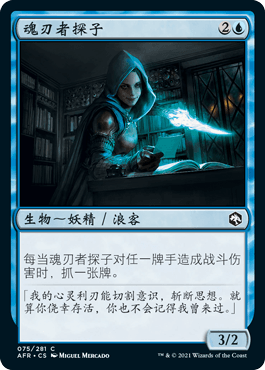 魂刃者探子 2
生物～妖精／浪客
每当魂刃者探子对任一牌手造成战斗伤
害时，抓一张牌。
「我的心灵利刃能切割意识，斩断思想。就
算你侥幸存活，你也不会记得我曾来过。」
3/2
075/281 C
AFR • CS MIGUEL MERCADO
™ & © 2021 Wizards of the Coast